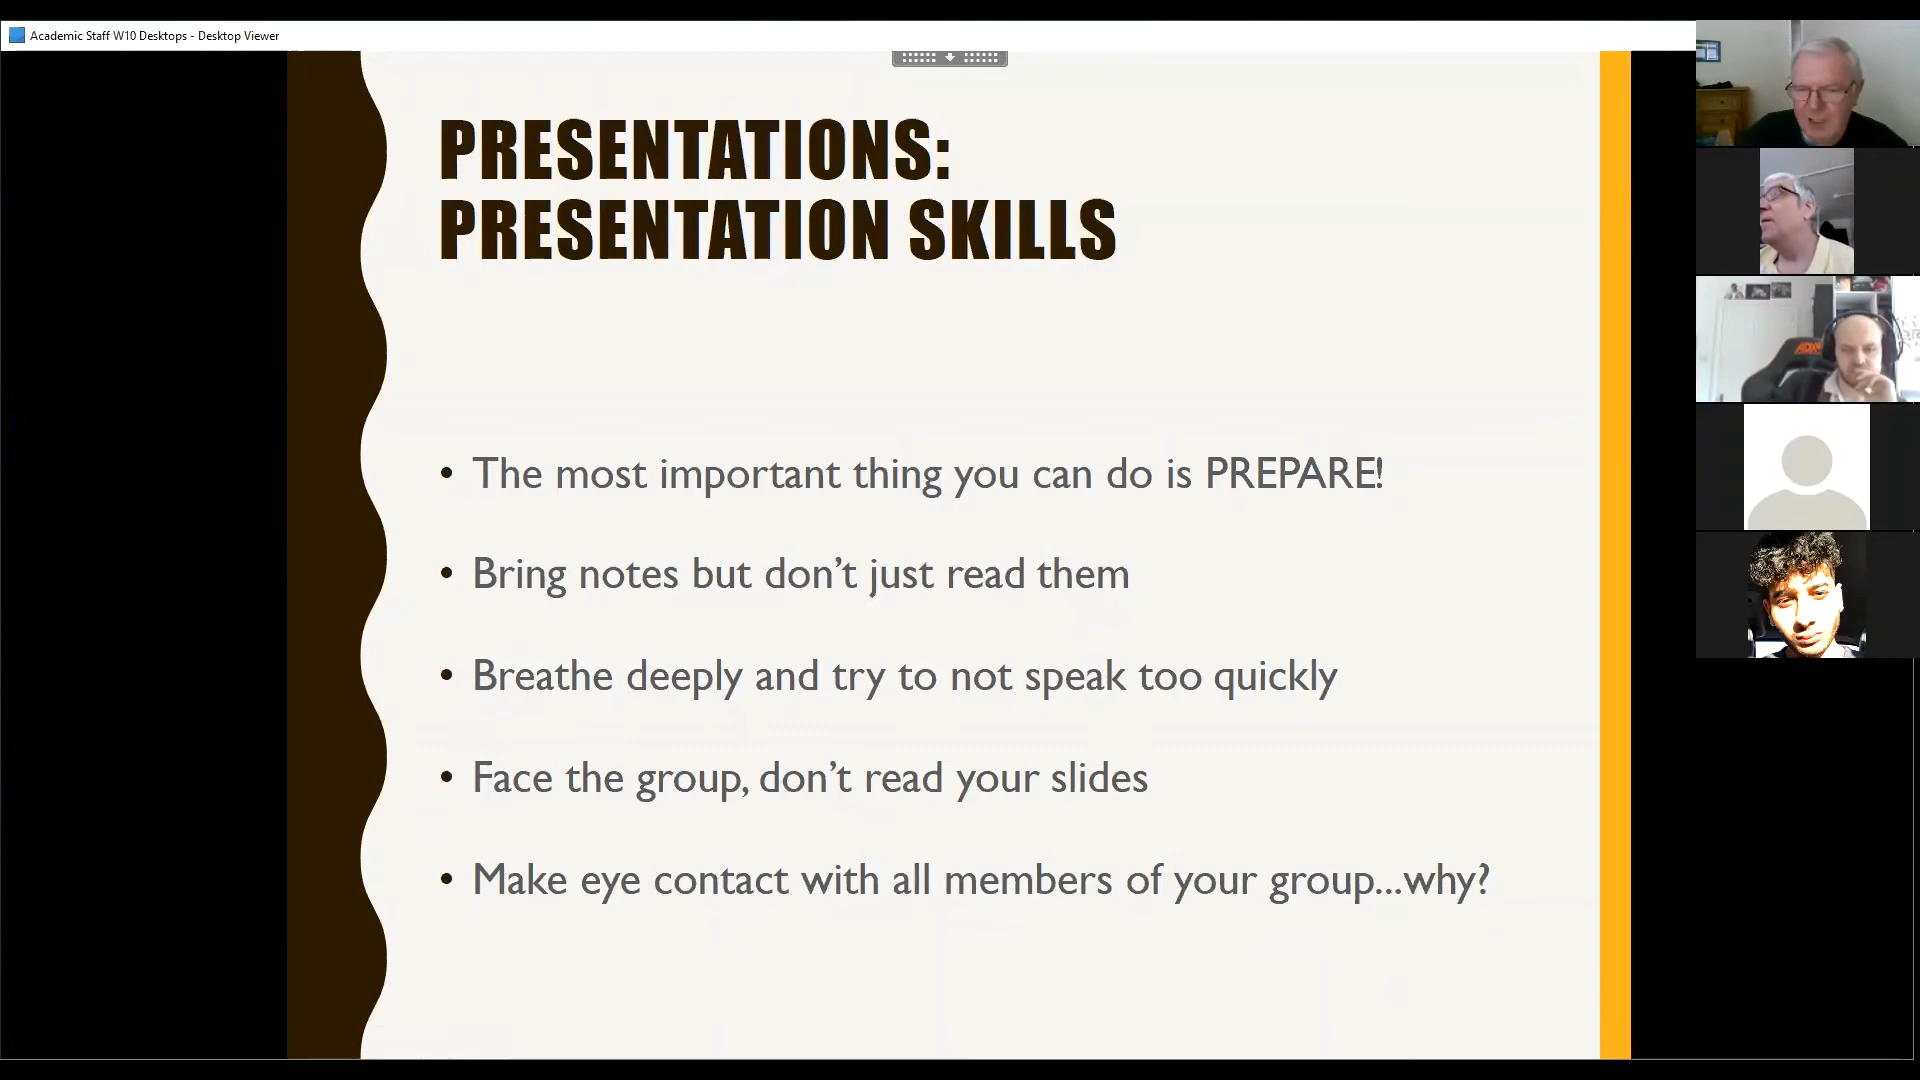 Academic Staff W10 Desktops - Desktop Viewer
PRESENTATIONS:
PRESENTATION SKILLS
• The most important thing you can do is PREPARE!
• Bring notes but don’t just read them
• Breathe deeply and try to not speak too quickly
• Face the group, don’t read your slides
• Make eye contact with all members of your group...why?